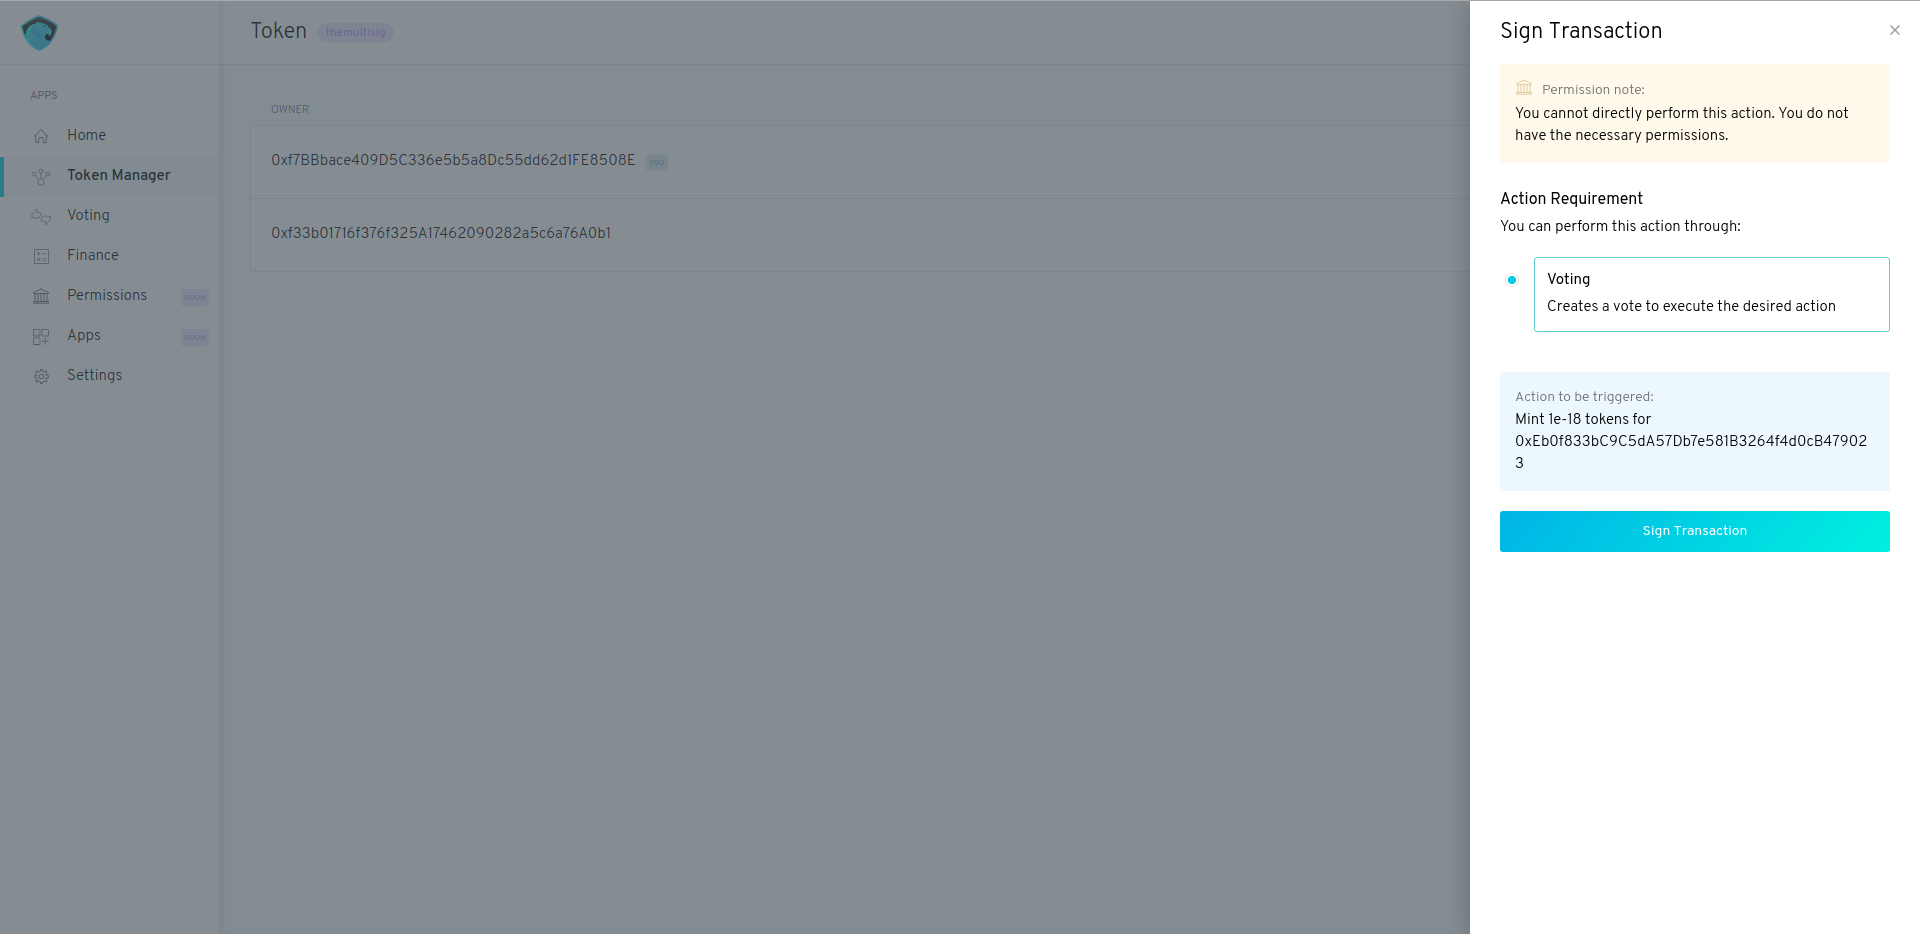 Token themultisig
APPS
Home
Token Manager
Voting
Finance
Permissions SOON
Apps SOON
Settings
OWNER
0xf7BBbace409D5C336e5b5a8Dc55dd62d1FE8508E YOU
0xf33b01716f376f325A17462090282a5c6a76A0b1
Sign Transaction
Permission note:
You cannot directly perform this action. You do not
have the necessary permissions.
Action Requirement
You can perform this action through:
Voting
Creates a vote to execute the desired action
Action to be triggered:
Mint 1e-18 tokens for
0xEb0f833bC9C5dA57Db7e581B3264f4d0cB47902
3
Sign Transaction